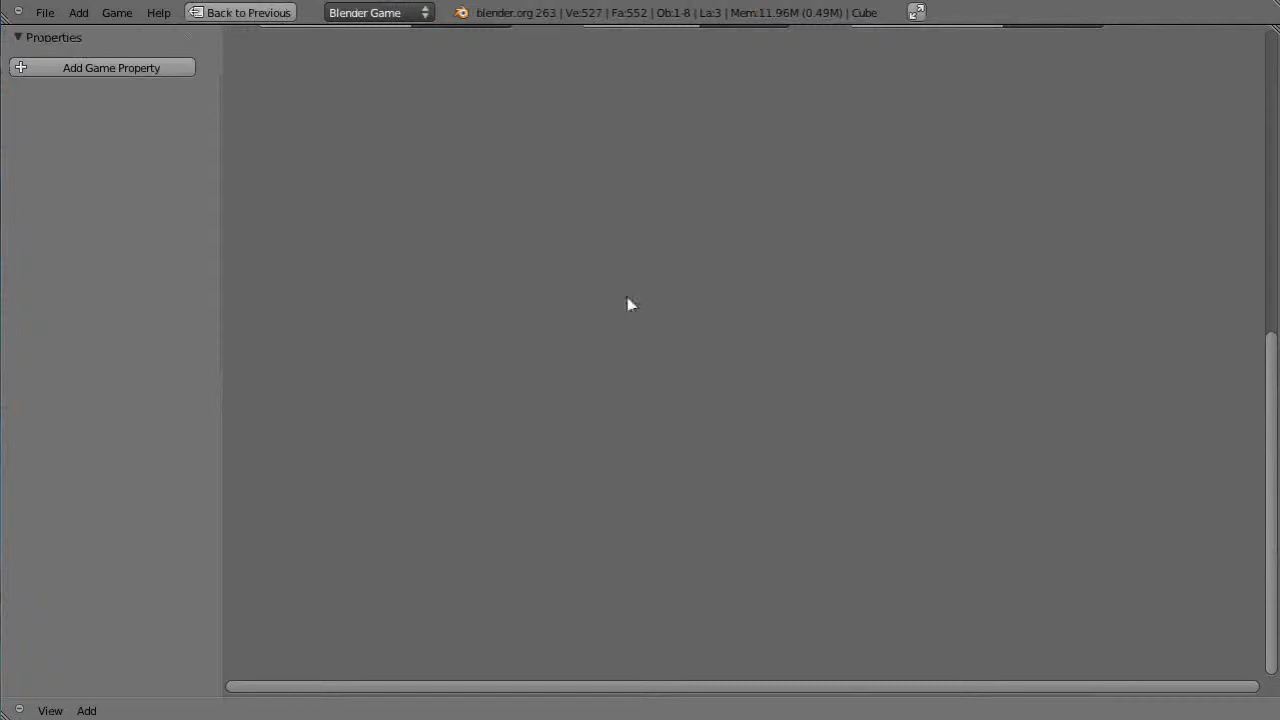 File Add Game Help Back to Previous Blender Game blender.org 263 | Ve:527 | Fa:552 | Ob:1-8 | La:3 | Mem:11.96M (0.49M) | Cube
Properties
Add Game Property
View Add